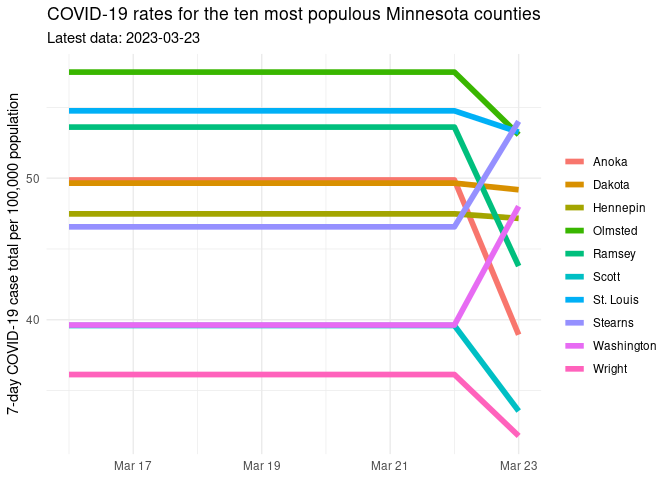 COVID-19 rates for the ten most populous Minnesota counties
Latest data: 2023-03-23
7-day COVID-19 case total per 100,000 population
50
40
Mar 17
Mar 19
Mar 21
Mar 23
Anoka
Dakota
Hennepin
Olmsted
Ramsey
Scott
St. Louis
Stearns
Washington
Wright